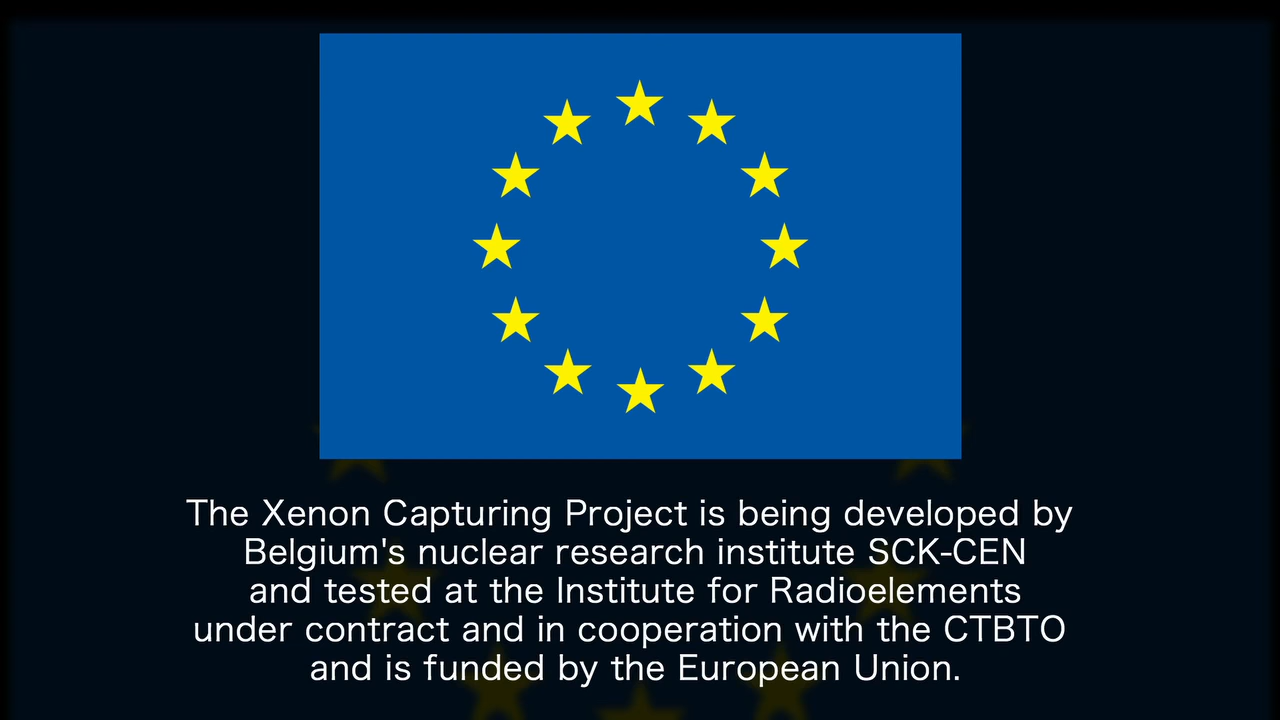 The Xenon Capturing Project is being developed by
Belgium's nuclear research institute SCK-CEN
and tested at the Institute for Radioelements
under contract and in cooperation with the CTBTO
and is funded by the European Union.